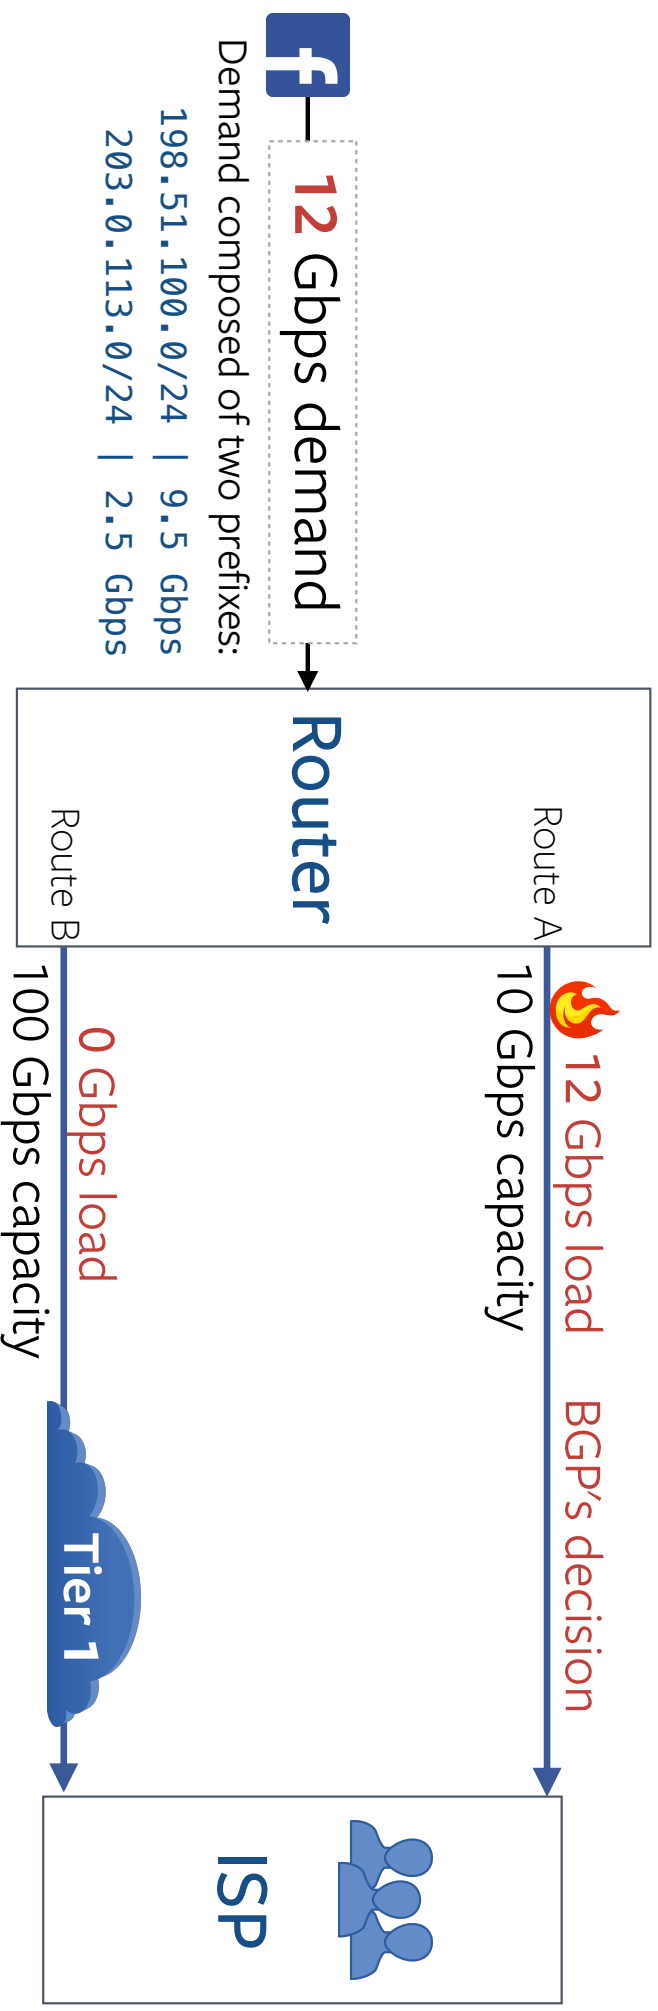 f
12 Gbps demand
Demand composed of two prefixes:
198.51.100.0/24 | 9.5 Gbps
203.0.113.0/24 | 2.5 Gbps
Router
Route A
Route B
12 Gbps load
BGP's decision
10 Gbps capacity
0 Gbps load
100 Gbps capacity
Tier 1
ISP